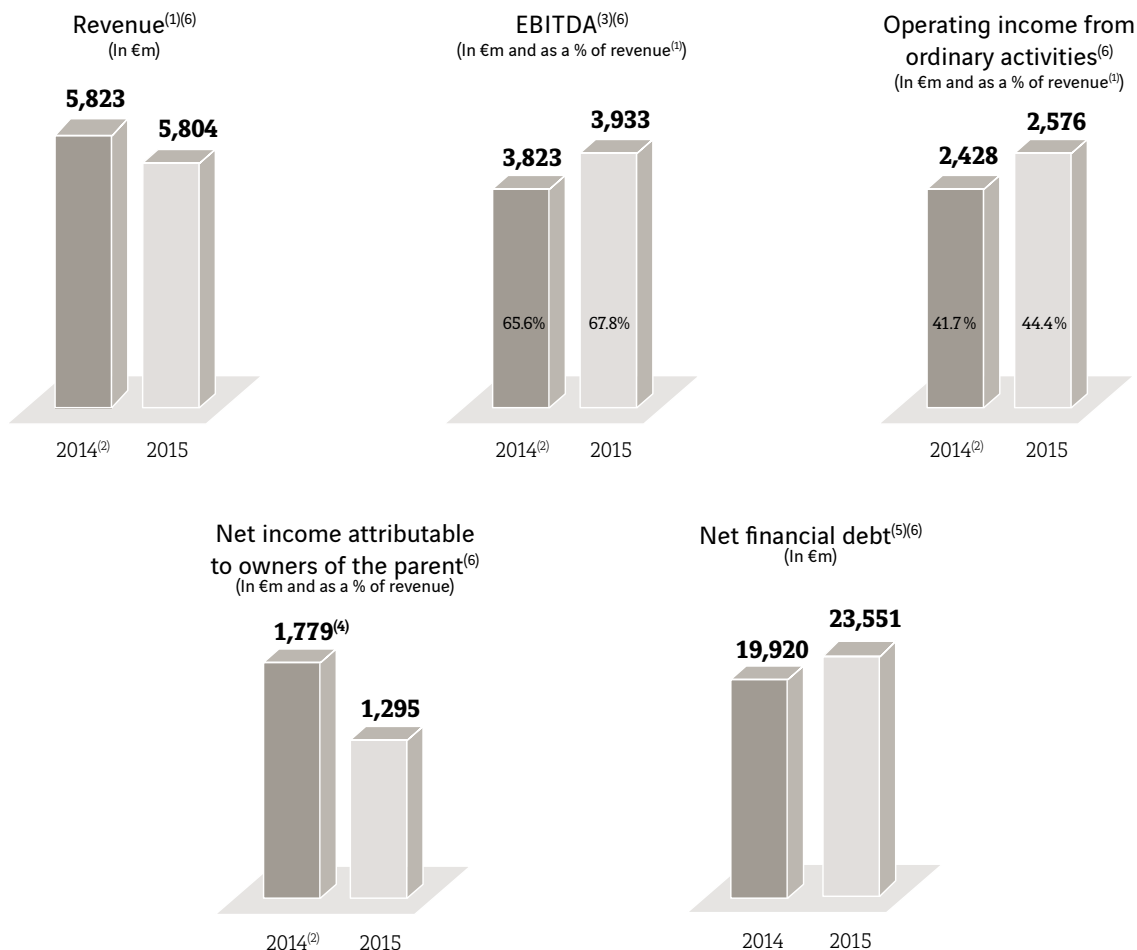 Revenue(1)(6)
(In €m)
5,823
5,804
2014(2) 2015
EBITDA(3)(6)
(In €m and as a % of revenue(1))
3,823
3,933
65.6%
67.8%
2014(2) 2015
Operating income from
ordinary activities(6)
(In €m and as a % of revenue(1))
2,428
2,576
41.7%
44.4%
2014(2) 2015
Net income attributable
to owners of the parent(6)
(In €m and as a % of revenue)
1,779(4)
1,295
2014(2) 2015
Net financial debt(5)(6)
(In €m)
19,920
23,551
2014 2015